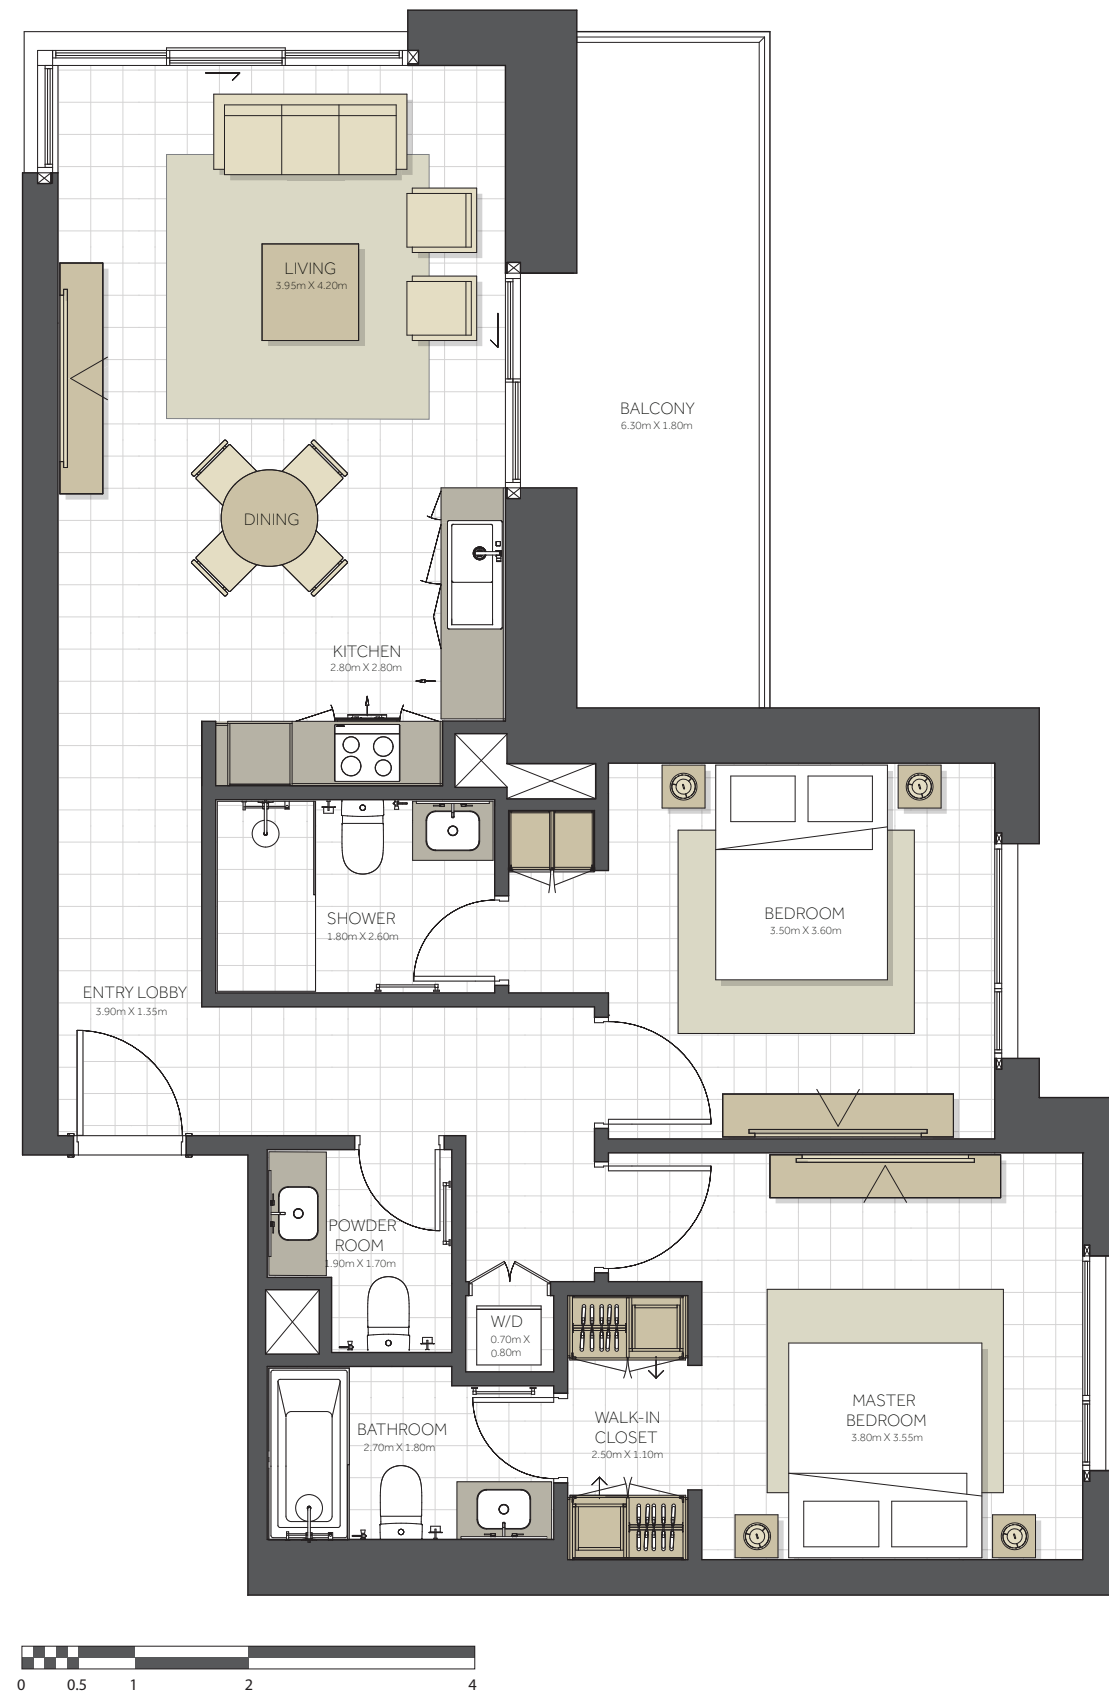 LIVING
3.95m X 4.20m
BALCONY
6.30m X 1.80m
DINING
KITCHEN
2.80m X 2.80m
BEDROOM
3.50m X 3.60m
SHOWER
1.80m X 2.60m
ENTRY LOBBY
3.90m X 1.35m
POWDER
ROOM
1.90m X 1.70m
W/D
0.70m X
0.80m
MASTER
BEDROOM
3.80m X 3.55m
WALK-IN
CLOSET
2.50m X 1.10m
BATHROOM
2.70m X 1.80m
0 0.5 1 2 4